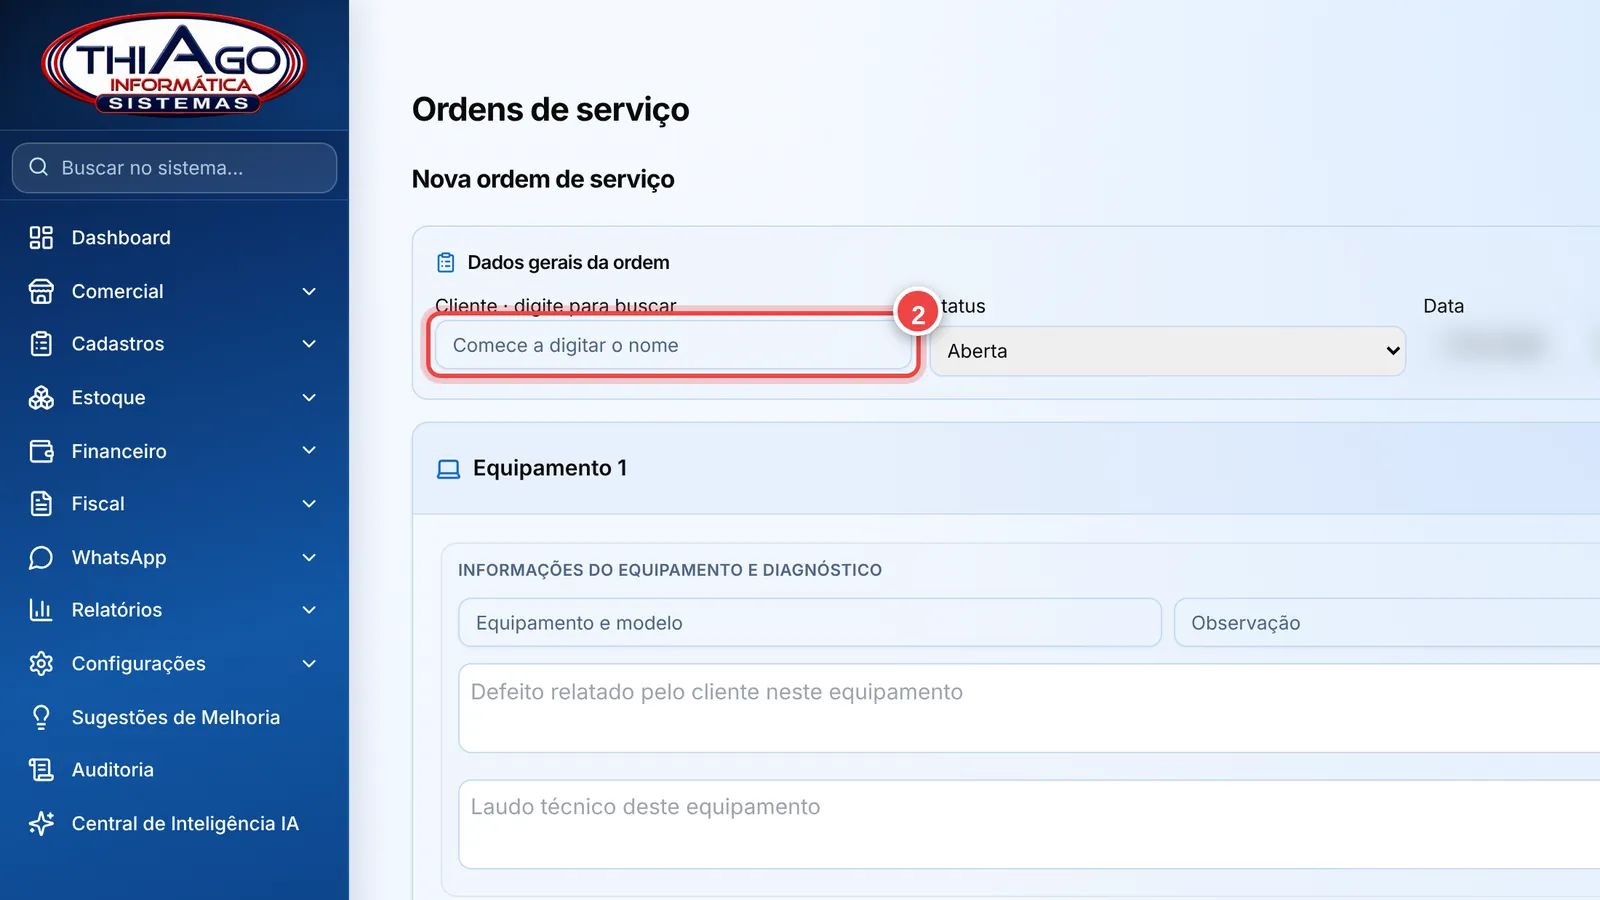 THIAGO
INFORMÁTICA
SISTEMAS
Buscar no sistema...
Dashboard
Comercial
Cadastros
Estoque
Financeiro
Fiscal
WhatsApp
Relatórios
Configurações
Sugestões de Melhoria
Auditoria
Central de Inteligência IA
Ordens de serviço
Nova ordem de serviço
Dados gerais da ordem
Cliente · digite para buscar
2
tatus
Data
Comece a digitar o nome
Aberta
Equipamento 1
INFORMAÇÕES DO EQUIPAMENTO E DIAGNÓSTICO
Equipamento e modelo
Observação
Defeito relatado pelo cliente neste equipamento
Laudo técnico deste equipamento